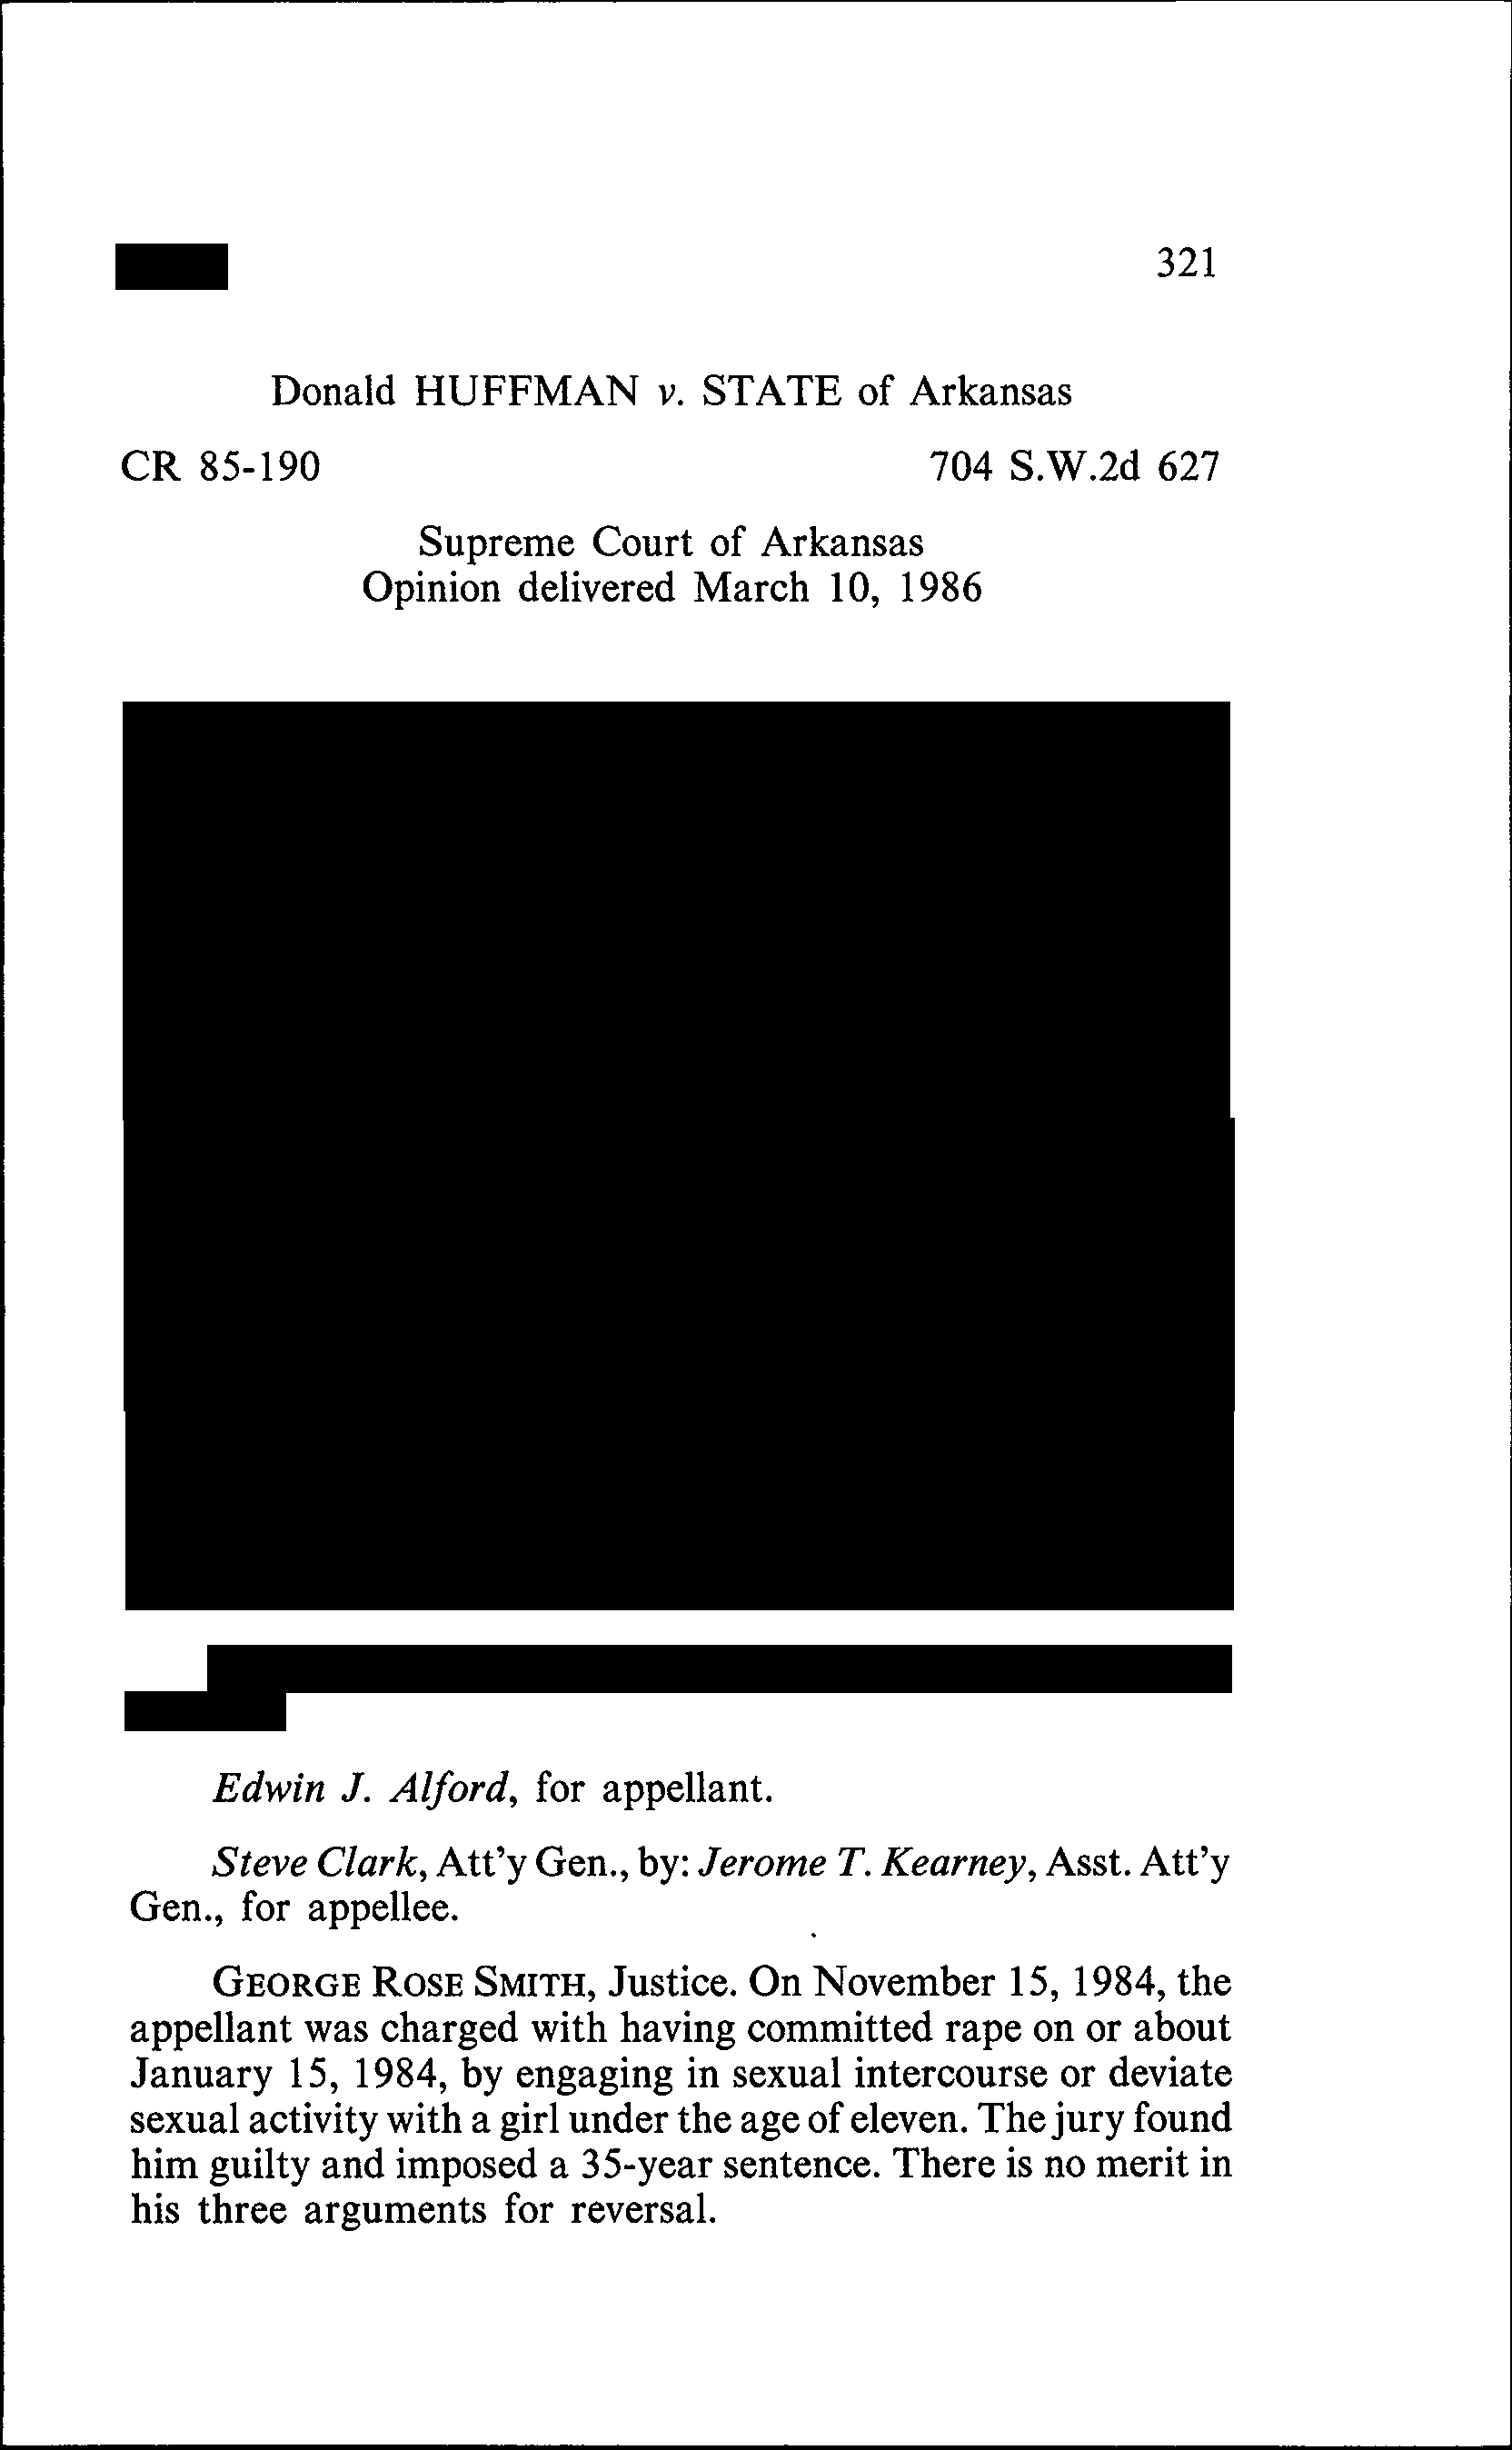 321
Donald HUFFMAN v. STATE of Arkansas
CR 85-190 704 S.W.2d 627
Supreme Court of Arkansas
Opinion delivered March 10, 1986
Edwin J. Alford, for appellant.
Steve Clark, Att'y Gen., by: Jerome T. Kearney, Asst. Att'y
Gen., for appellee.
GEORGE ROSE SMITH, Justice. On November 15, 1984, the
appellant was charged with having committed rape on or about
January 15, 1984, by engaging in sexual intercourse or deviate
sexual activity with a girl under the age of eleven. The jury found
him guilty and imposed a 35-year sentence. There is no merit in
his three arguments for reversal.